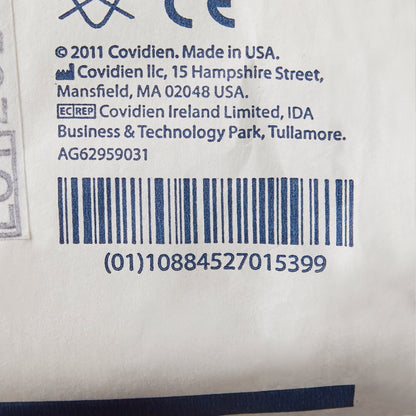 © 2011 Covidien. Made in USA.
Covidien llc, 15 Hampshire Street,
Mansfield, MA 02048 USA.
EC REP Covidien Ireland Limited, IDA
Business & Technology Park, Tullamore.
AG62959031
(01)10884527015399
LOT